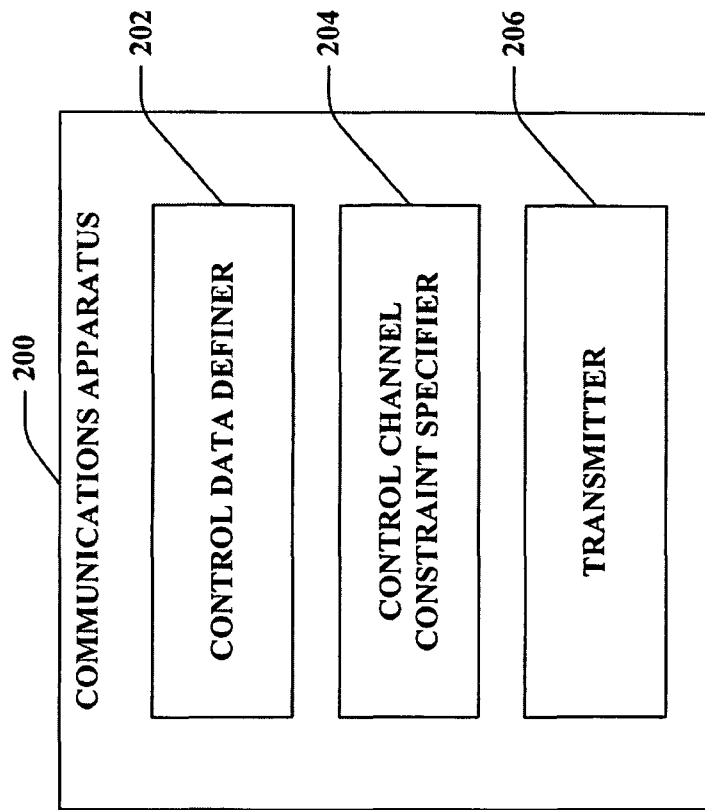 200
COMMUNICATIONS APPARATUS
202
CONTROL DATA DEFINER
204
CONTROL CHANNEL
CONSTRAINT SPECIFIER
206
TRANSMITTER